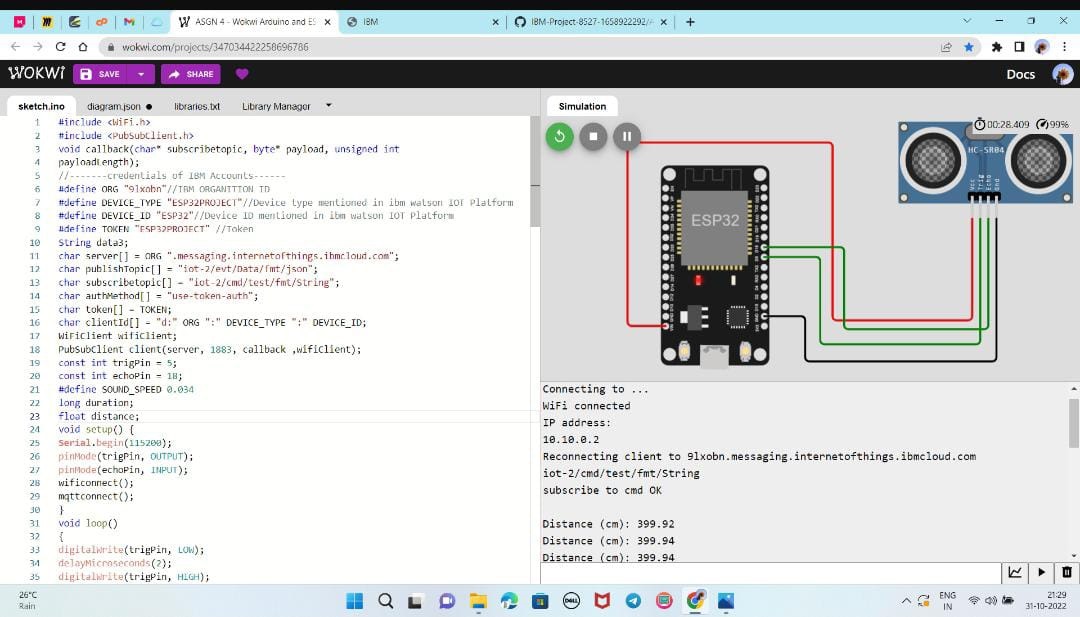 ASGN 4 - Wokwi Arduino and ES
IBM
IBM-Project-8527-1658922292/A
wokwi.com/projects/347034422258696786
WOKWI
SAVE
SHARE
Docs
sketch.ino
diagram.json
libraries.txt
Library Manager
Simulation
1 #include <WiFi.h>
2 #include <PubSubClient.h>
3 void callback(char* subscribetopic, byte* payload, unsigned int
4 payloadLength);
5 //-------credentials of IBM Accounts------
6 #define ORG "9lxobn"//IBM ORGANITION ID
7 #define DEVICE_TYPE "ESP32PROJECT"//Device type mentioned in ibm watson IOT Platform
8 #define DEVICE_ID "ESP32"//Device ID mentioned in ibm watson IOT Platform
9 #define TOKEN "ESP32PROJECT" //Token
10 String data3;
11 char server[] = ORG ".messaging.internetofthings.ibmcloud.com";
12 char publishTopic[] = "iot-2/evt/Data/fmt/json";
13 char subscribetopic[] = "iot-2/cmd/test/fmt/String";
14 char authMethod[] = "use-token-auth";
15 char token[] = TOKEN;
16 char clientId[] = "d:" ORG ":" DEVICE_TYPE ":" DEVICE_ID;
17 WiFiClient wifiClient;
18 PubSubClient client(server, 1883, callback ,wifiClient);
19 const int trigPin = 5;
20 const int echoPin = 18;
21 #define SOUND_SPEED 0.034
22 long duration;
23 float distance;
24 void setup() {
25 Serial.begin(115200);
26 pinMode(trigPin, OUTPUT);
27 pinMode(echoPin, INPUT);
28 wificonnect();
29 mqttconnect();
30 }
31 void loop()
32 {
33 digitalWrite(trigPin, LOW);
34 delayMicroseconds(2);
35 digitalWrite(trigPin, HIGH);
00:28.409
99%
HC-SR04
Vcc
Trig
Echo
Gnd
ESP32
Connecting to ...
WiFi connected
IP address:
10.10.0.2
Reconnecting client to 9lxobn.messaging.internetofthings.ibmcloud.com
iot-2/cmd/test/fmt/String
subscribe to cmd OK
Distance (cm): 399.92
Distance (cm): 399.94
Distance (cm): 399.94
26°C
Rain
DELL
ENG
IN
21:29
31-10-2022